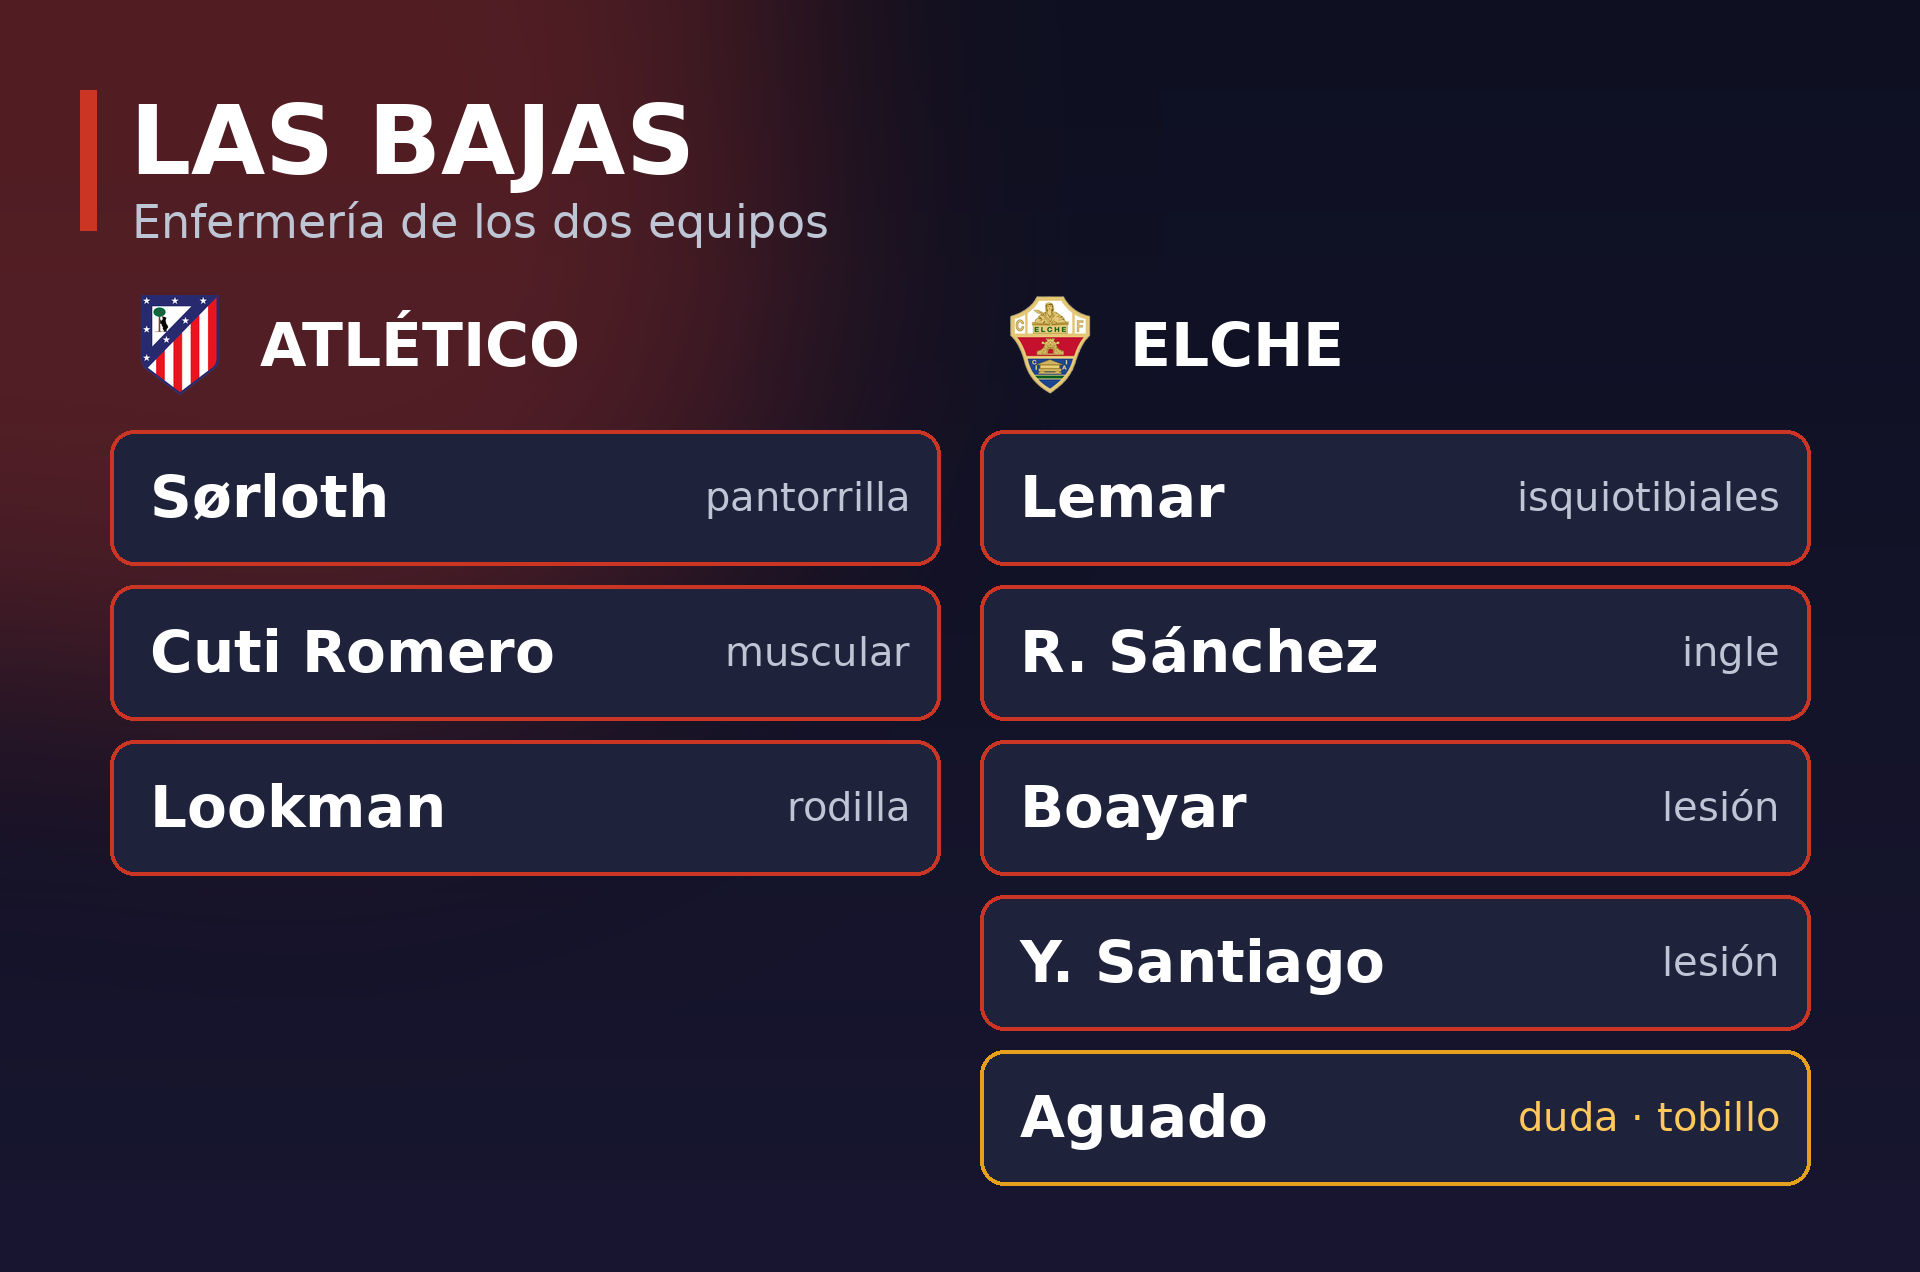 LAS BAJAS
Enfermería de los dos equipos
ATLÉTICO
Sørloth pantorrilla
Cuti Romero muscular
Lookman rodilla
C F
ELCHE
ELCHE
Lemar isquiotibiales
R. Sánchez ingle
Boayar lesión
Y. Santiago lesión
Aguado duda · tobillo